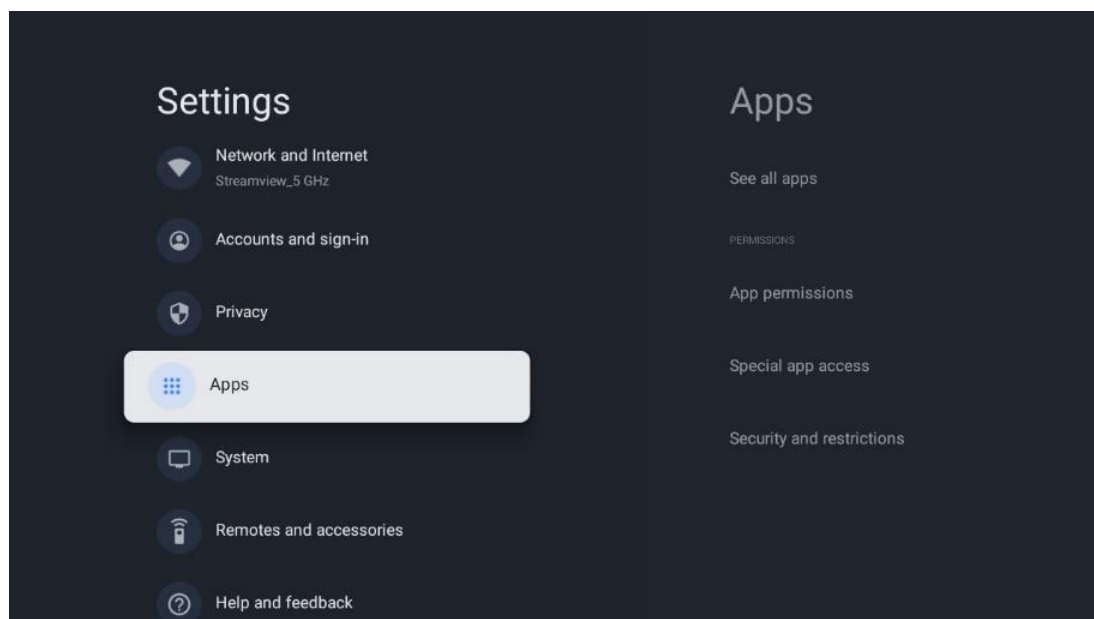 Settings
Network and Internet
Streamview_5 GHz
Accounts and sign-in
Privacy
Apps
System
Remotes and accessories
Help and feedback
Apps
See all apps
PERMISSIONS
App permissions
Special app access
Security and restrictions